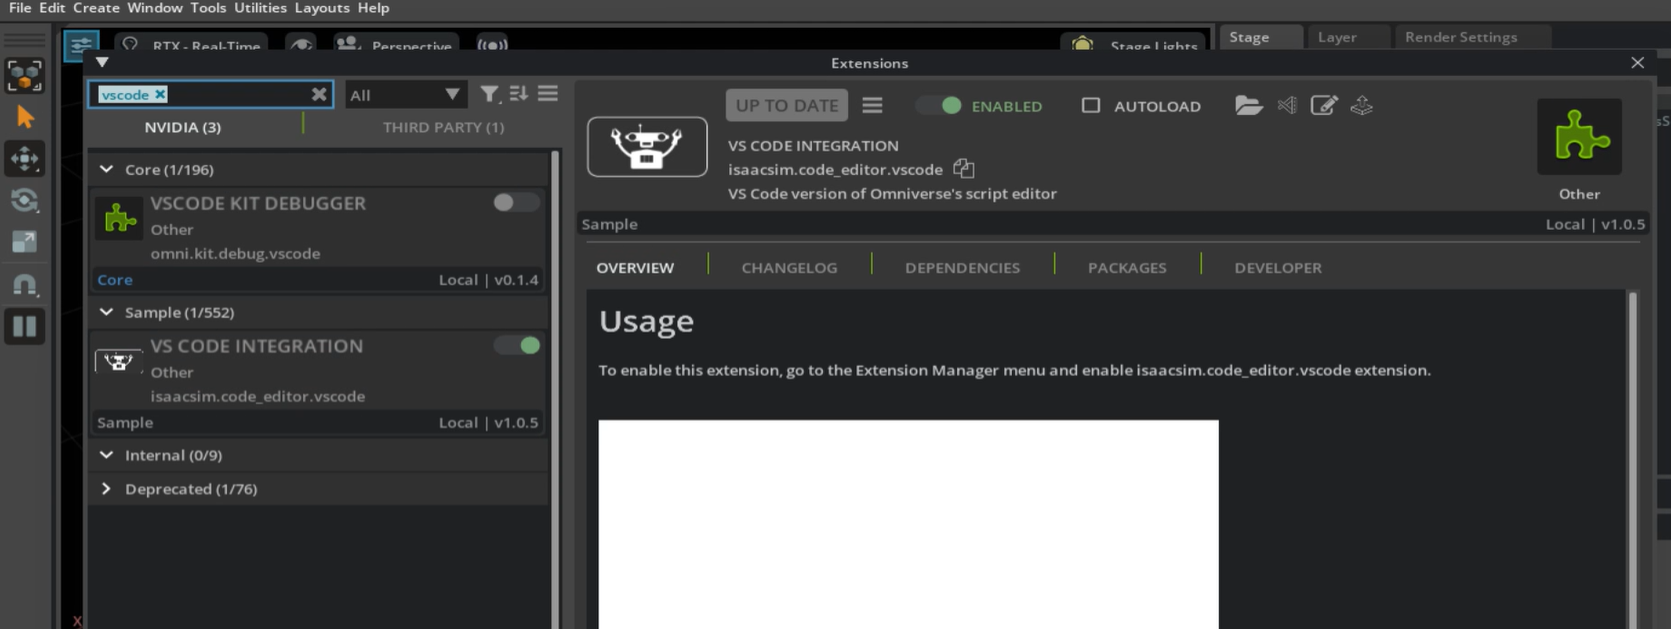 File Edit Create Window Tools Utilities Layouts Help
RTX - Real-Time
Perspective
Stage Lights
Stage
Layer
Render Settings
Extensions
vscode
All
NVIDIA (3)
THIRD PARTY (1)
Core (1/196)
VSCODE KIT DEBUGGER
Other
omni.kit.debug.vscode
Core
Local | v0.1.4
Sample (1/552)
VS CODE INTEGRATION
Other
isaacsim.code_editor.vscode
Sample
Local | v1.0.5
Internal (0/9)
Deprecated (1/76)
UP TO DATE
ENABLED
AUTOLOAD
VS CODE INTEGRATION
isaacsim.code_editor.vscode
VS Code version of Omniverse's script editor
Other
Sample
Local | v1.0.5
OVERVIEW
CHANGELOG
DEPENDENCIES
PACKAGES
DEVELOPER
Usage
To enable this extension, go to the Extension Manager menu and enable isaacsim.code_editor.vscode extension.
X